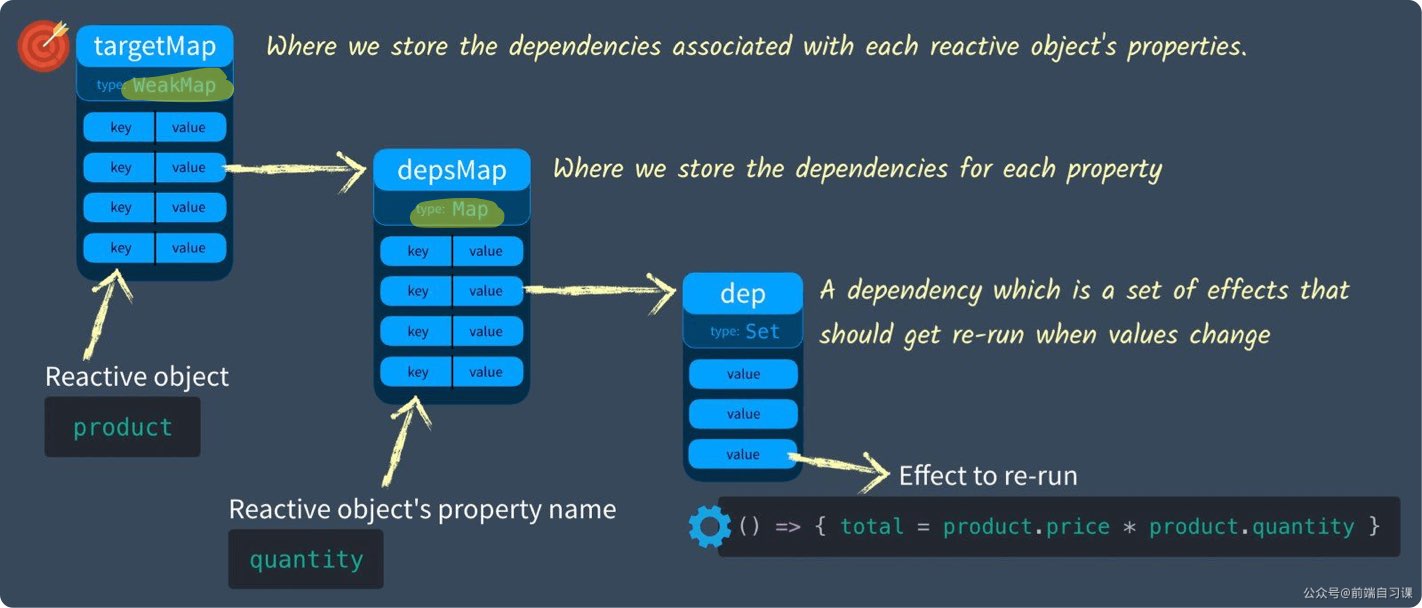 targetMap
Where we store the dependencies associated with each reactive object's properties.
type: WeakMap
key value
key value
key value
key value
depsMap
Where we store the dependencies for each property
type: Map
key value
key value
key value
key value
dep
A dependency which is a set of effects that
should get re-run when values change
type: Set
value
value
value
Reactive object
product
Reactive object's property name
quantity
Effect to re-run
() => { total = product.price * product.quantity }
公众号@前端自习课